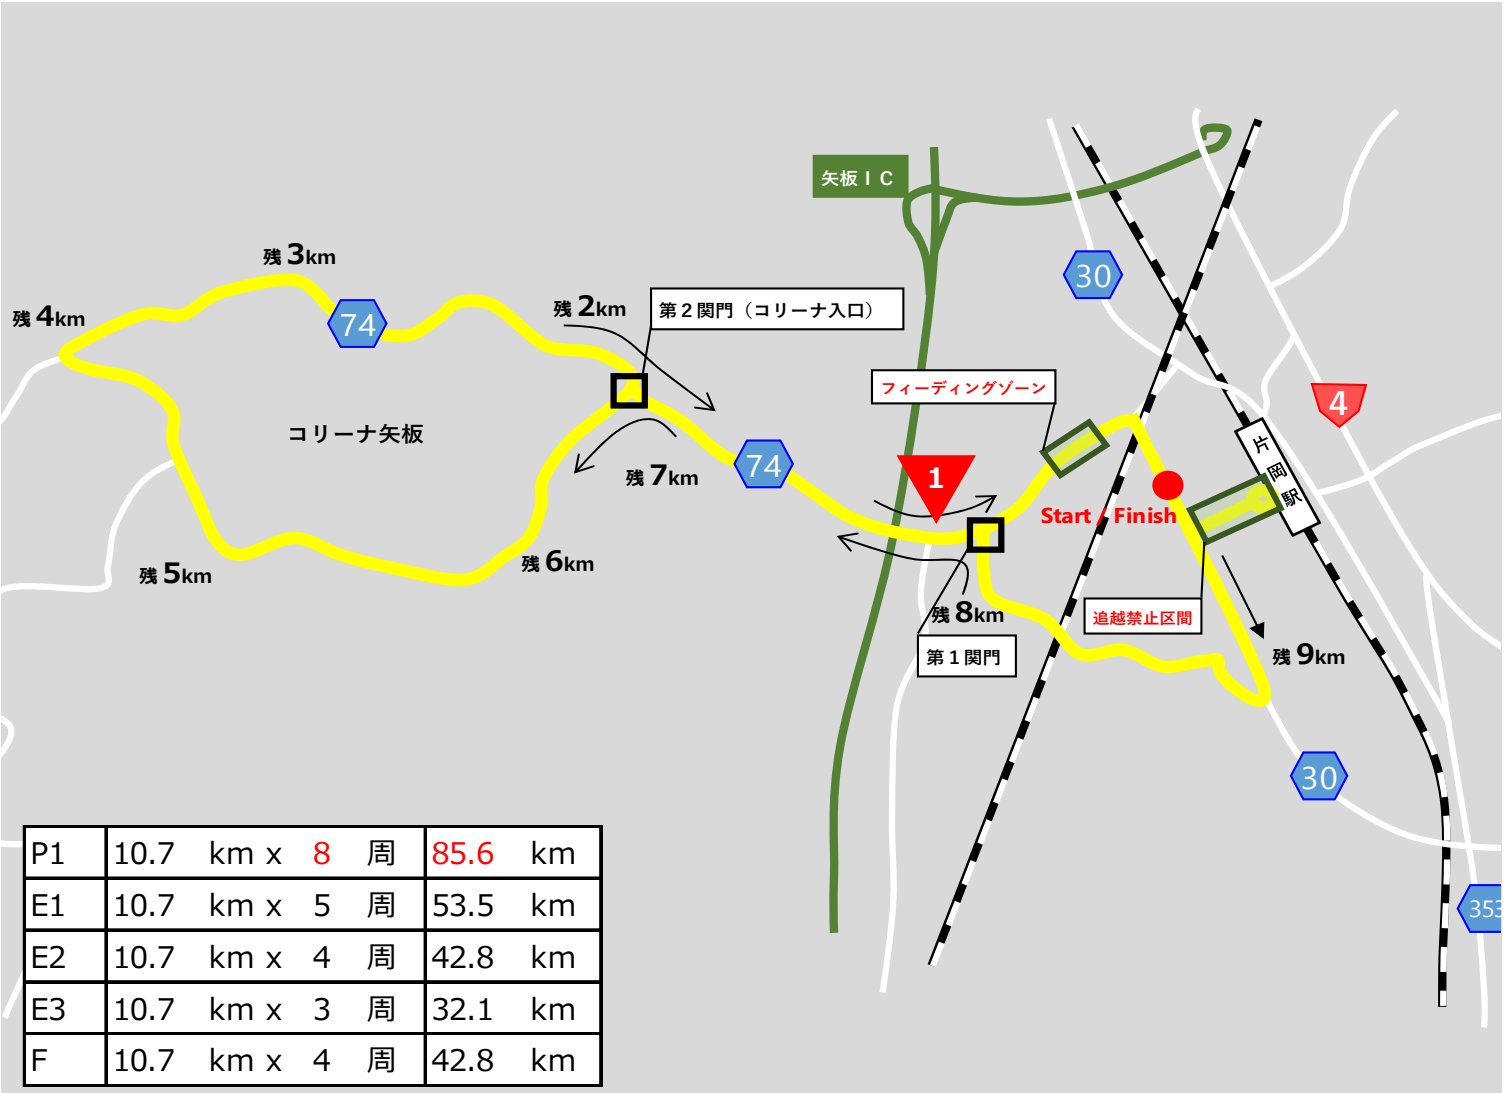 矢板ＩＣ
残 3km
30
残 4km
74
残 2km
第２関門（コリーナ入口）
フィーディングゾーン
4
コリーナ矢板
片岡駅
74
残 7km
1
Start / Finish
残 5km
残 6km
残 8km
追越禁止区間
第１関門
残 9km
30
P1 10.7 km x 8 周 85.6 km
E1 10.7 km x 5 周 53.5 km
E2 10.7 km x 4 周 42.8 km
E3 10.7 km x 3 周 32.1 km
F 10.7 km x 4 周 42.8 km
353